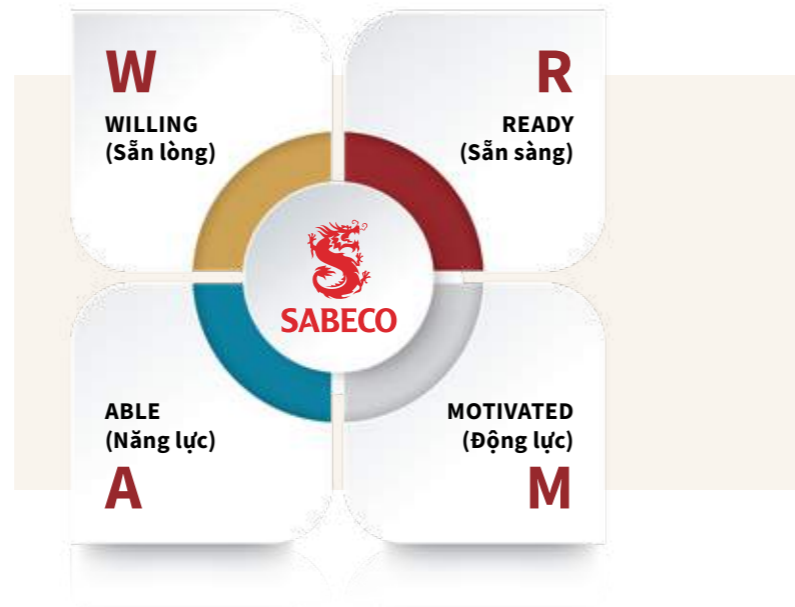 W
WILLING
(Sẵn lòng)
R
READY
(Sẵn sàng)
SABECO
ABLE
(Năng lực)
A
MOTIVATED
(Động lực)
M